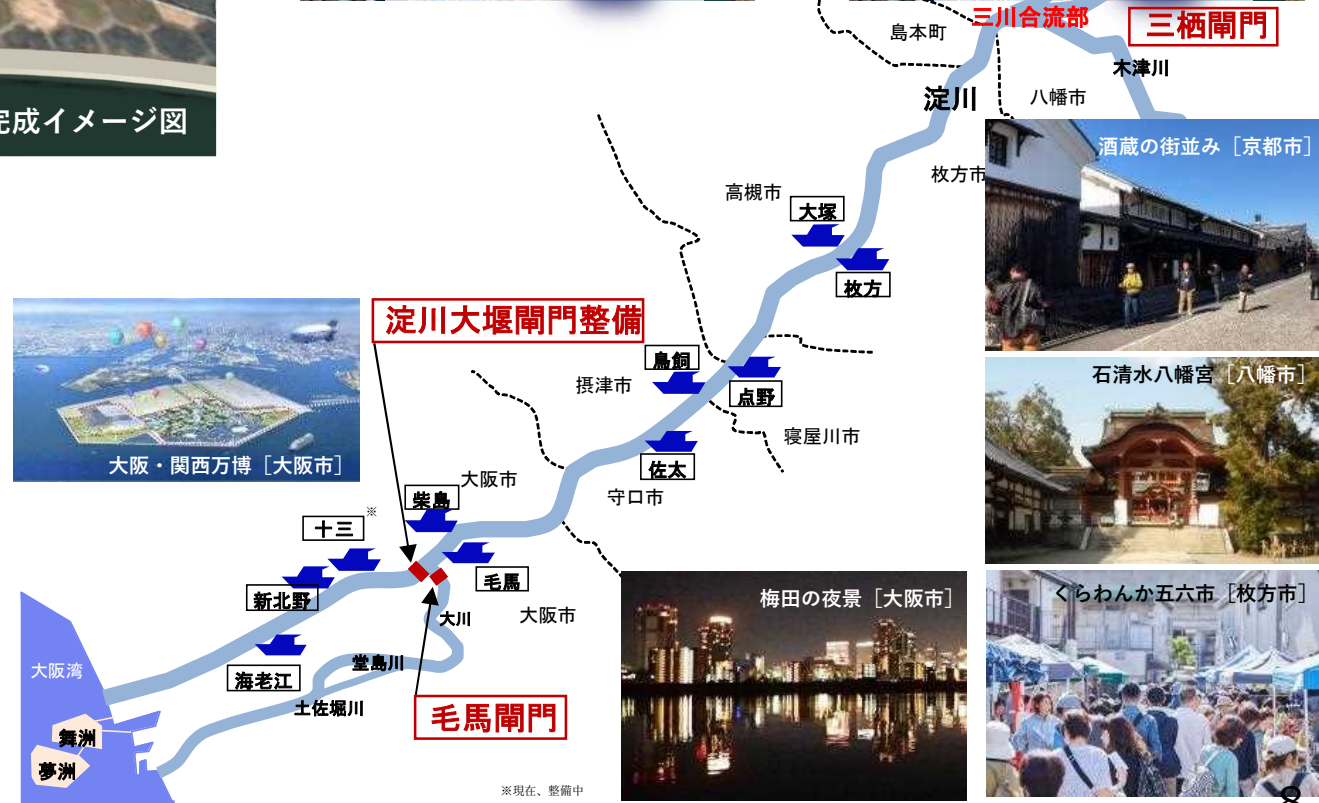 完成イメージ図
島本町
三川合流部
三栖閘門
木津川
淀川
八幡市
酒蔵の街並み［京都市］
枚方市
高槻市
大塚
枚方
淀川大堰閘門整備
鳥飼
摂津市
点野
石清水八幡宮［八幡市］
寝屋川市
大阪・関西万博［大阪市］
佐太
守口市
大阪市
柴島
※
十三
毛馬
新北野
大川
大阪市
梅田の夜景［大阪市］
くらわんか五六市［枚方市］
大阪湾
堂島川
海老江
土佐堀川
毛馬閘門
舞洲
夢洲
※現在、整備中